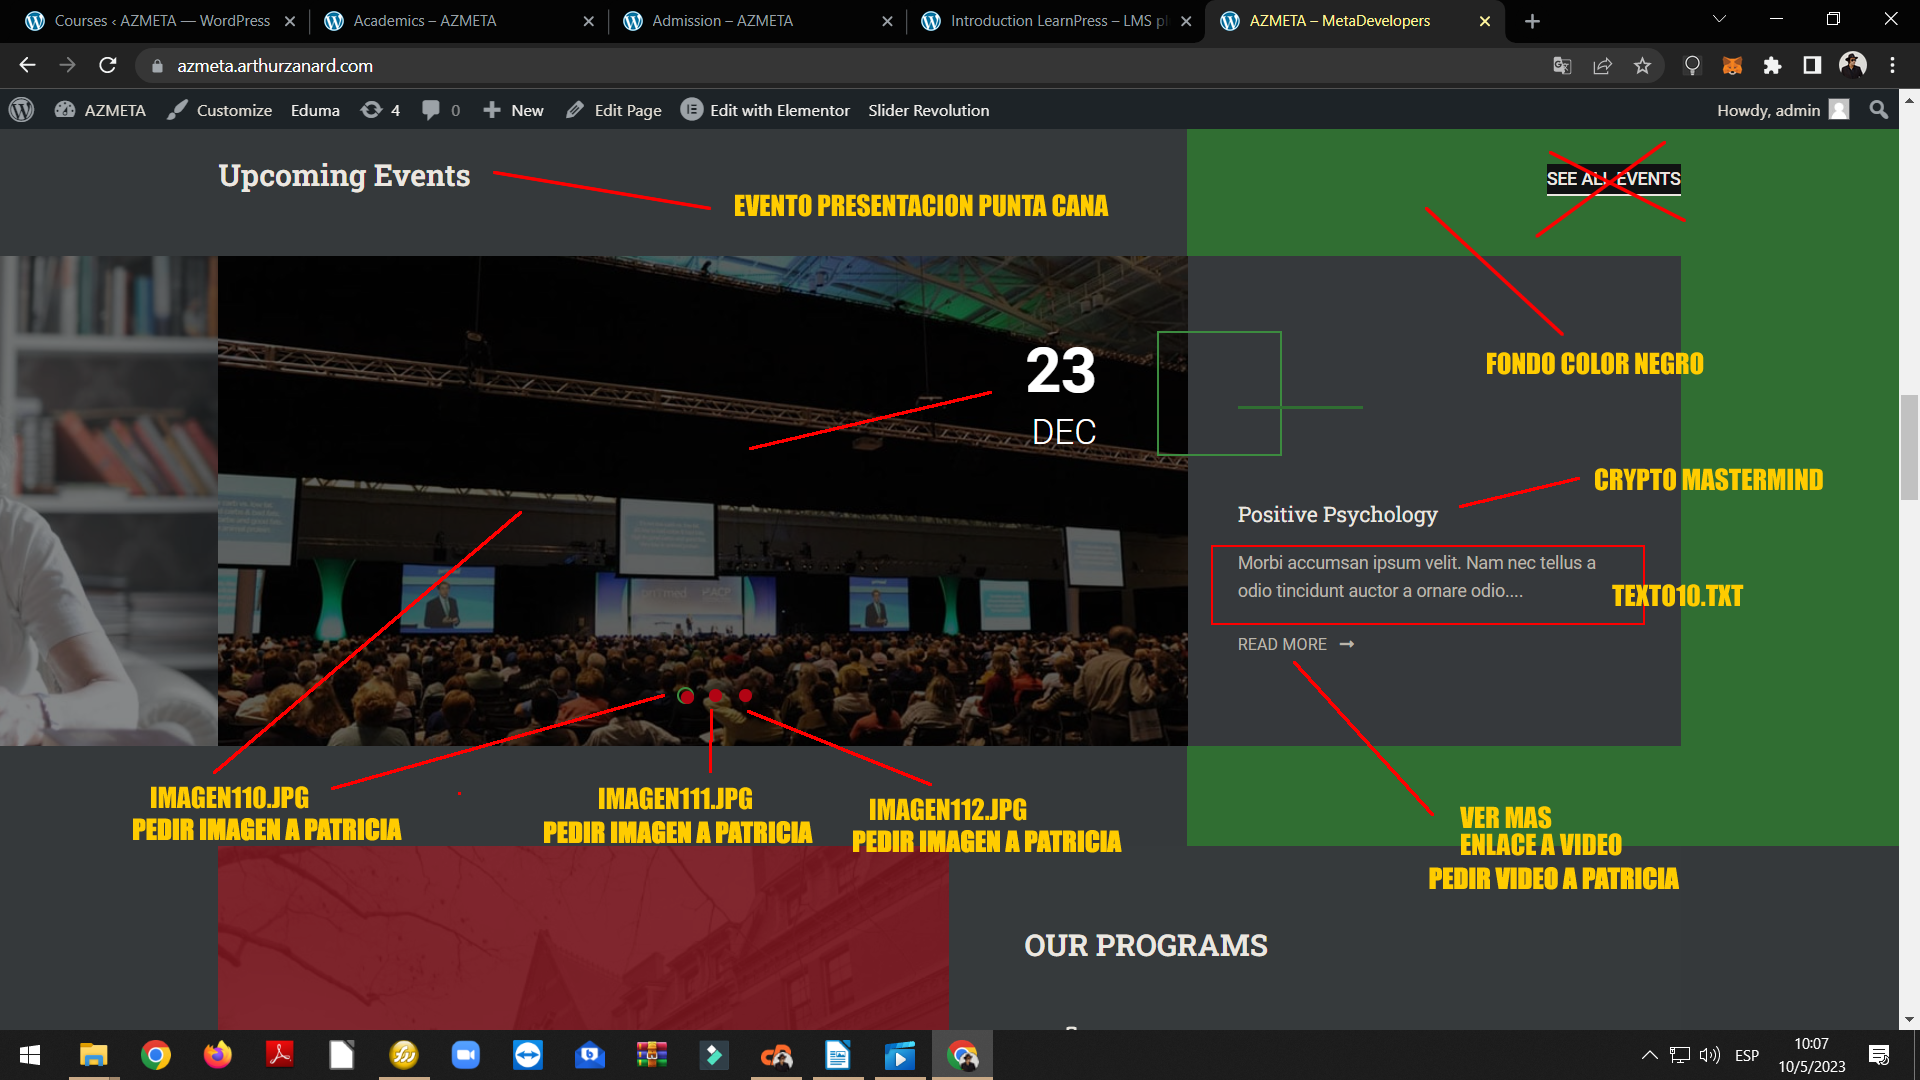 Courses ‹ AZMETA — WordPress
Academics – AZMETA
Admission – AZMETA
Introduction LearnPress – LMS pl
AZMETA – MetaDevelopers
azmeta.arthurzanard.com
AZMETA
Customize
Eduma
4
0
New
Edit Page
Edit with Elementor
Slider Revolution
Howdy, admin
Upcoming Events
SEE ALL EVENTS
EVENTO PRESENTACION PUNTA CANA
FONDO COLOR NEGRO
23
DEC
CRYPTO MASTERMIND
Positive Psychology
Morbi accumsan ipsum velit. Nam nec tellus a
odio tincidunt auctor a ornare odio....
TEXTO10.TXT
READ MORE
IMAGEN110.JPG
PEDIR IMAGEN A PATRICIA
IMAGEN111.JPG
PEDIR IMAGEN A PATRICIA
IMAGEN112.JPG
PEDIR IMAGEN A PATRICIA
VER MAS
ENLACE A VIDEO
PEDIR VIDEO A PATRICIA
OUR PROGRAMS
ESP
10:07
10/5/2023